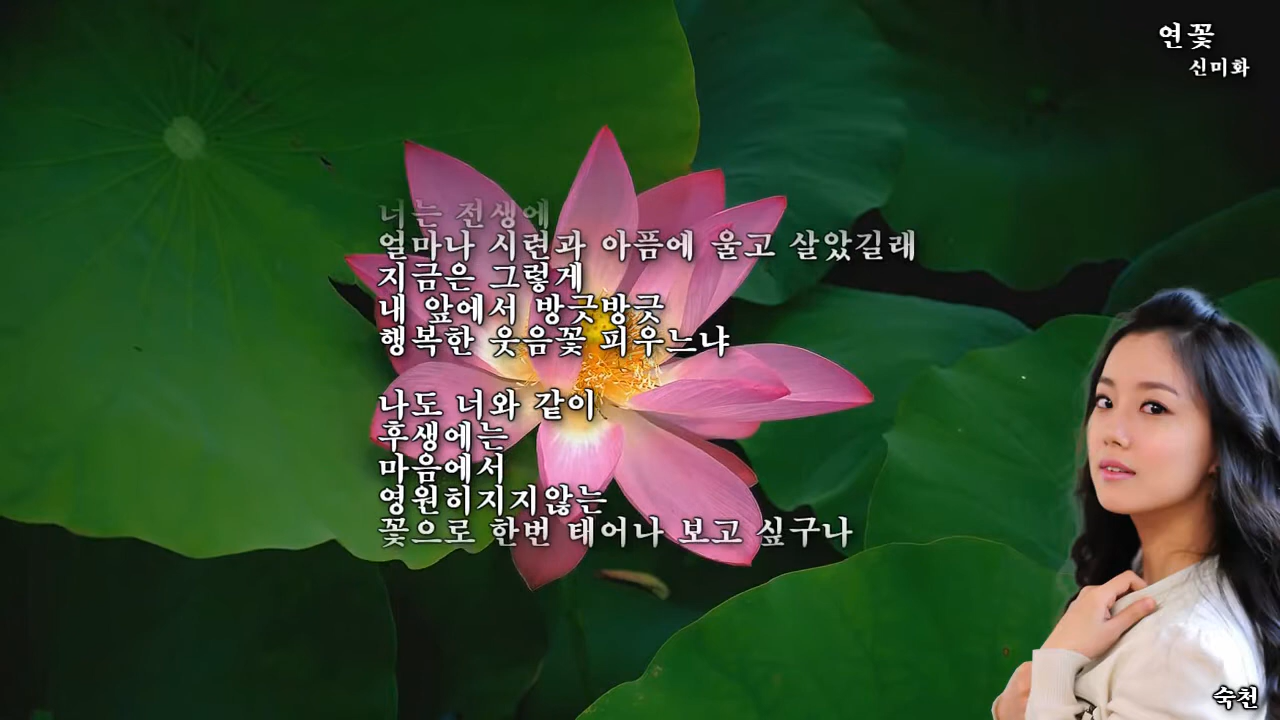 연꽃
신미화
너는 전생에
얼마나 시련과 아픔에 울고 살았길래
지금은 그렇게
내 앞에서 방긋방긋
행복한 웃음꽃 피우느냐
나도 너와 같이
후생에는
마음에서
영원히지지않는
꽃으로 한번 태어나 보고 싶구나
숙천